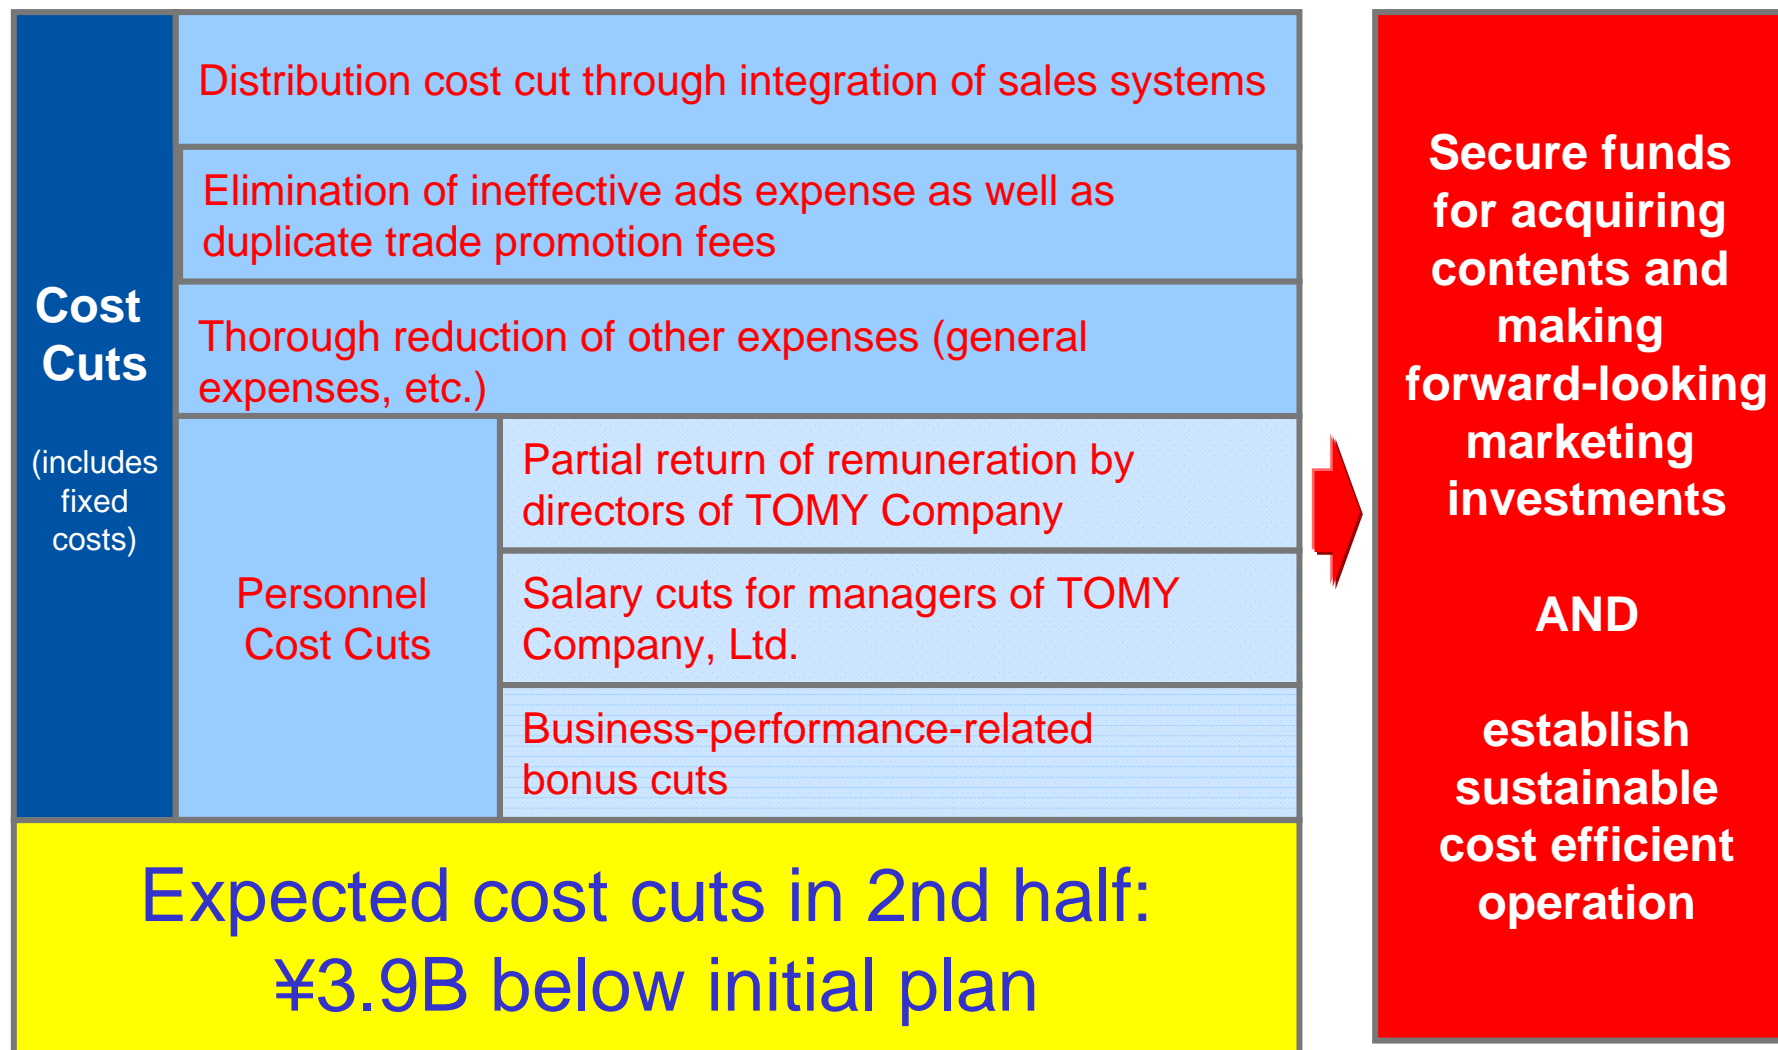 Cost
Cuts
(includes
fixed
costs)
Distribution cost cut through integration of sales systems
Elimination of ineffective ads expense as well as
duplicate trade promotion fees
Thorough reduction of other expenses (general
expenses, etc.)
Personnel
Cost Cuts
Partial return of remuneration by
directors of TOMY Company
Salary cuts for managers of TOMY
Company, Ltd.
Business-performance-related
bonus cuts
Expected cost cuts in 2nd half:
¥3.9B below initial plan
Secure funds
for acquiring
contents and
making
forward-looking
marketing
investments
AND
establish
sustainable
cost efficient
operation